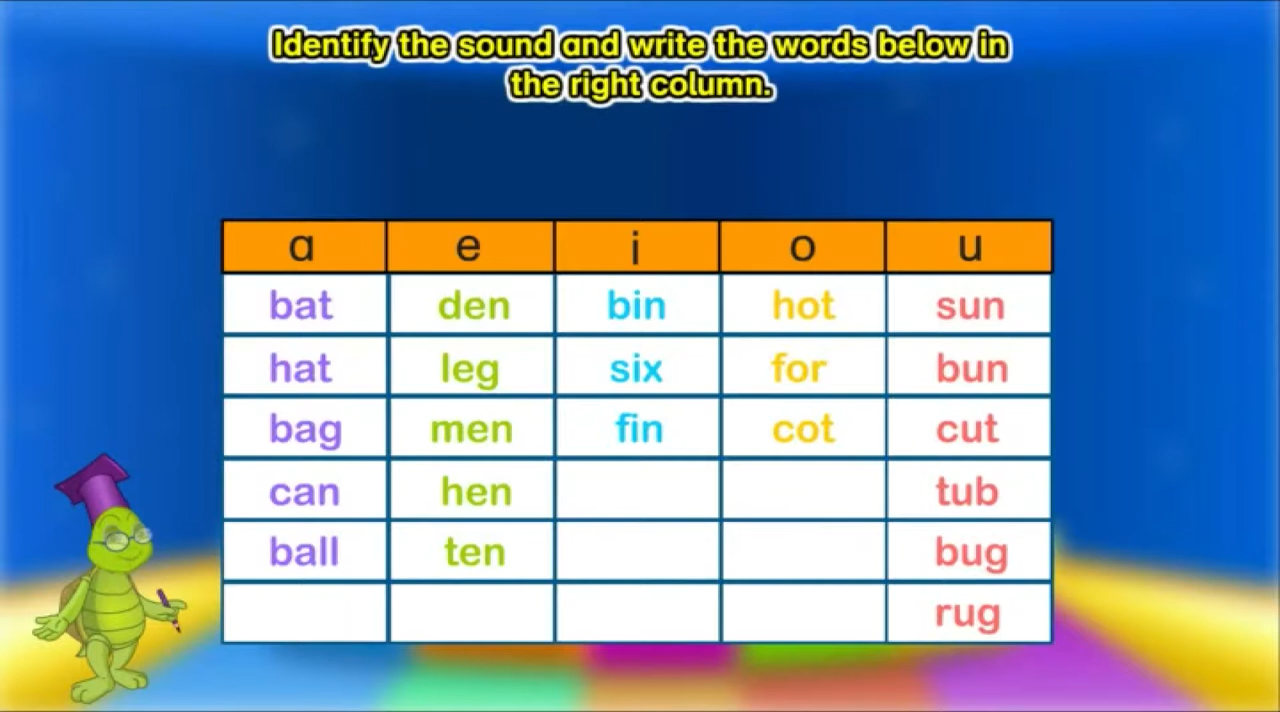 Identify the sound and write the words below in
the right column.
a e i o u
bat den bin hot sun
hat leg six for bun
bag men fin cot cut
can hen tub
ball ten bug
rug